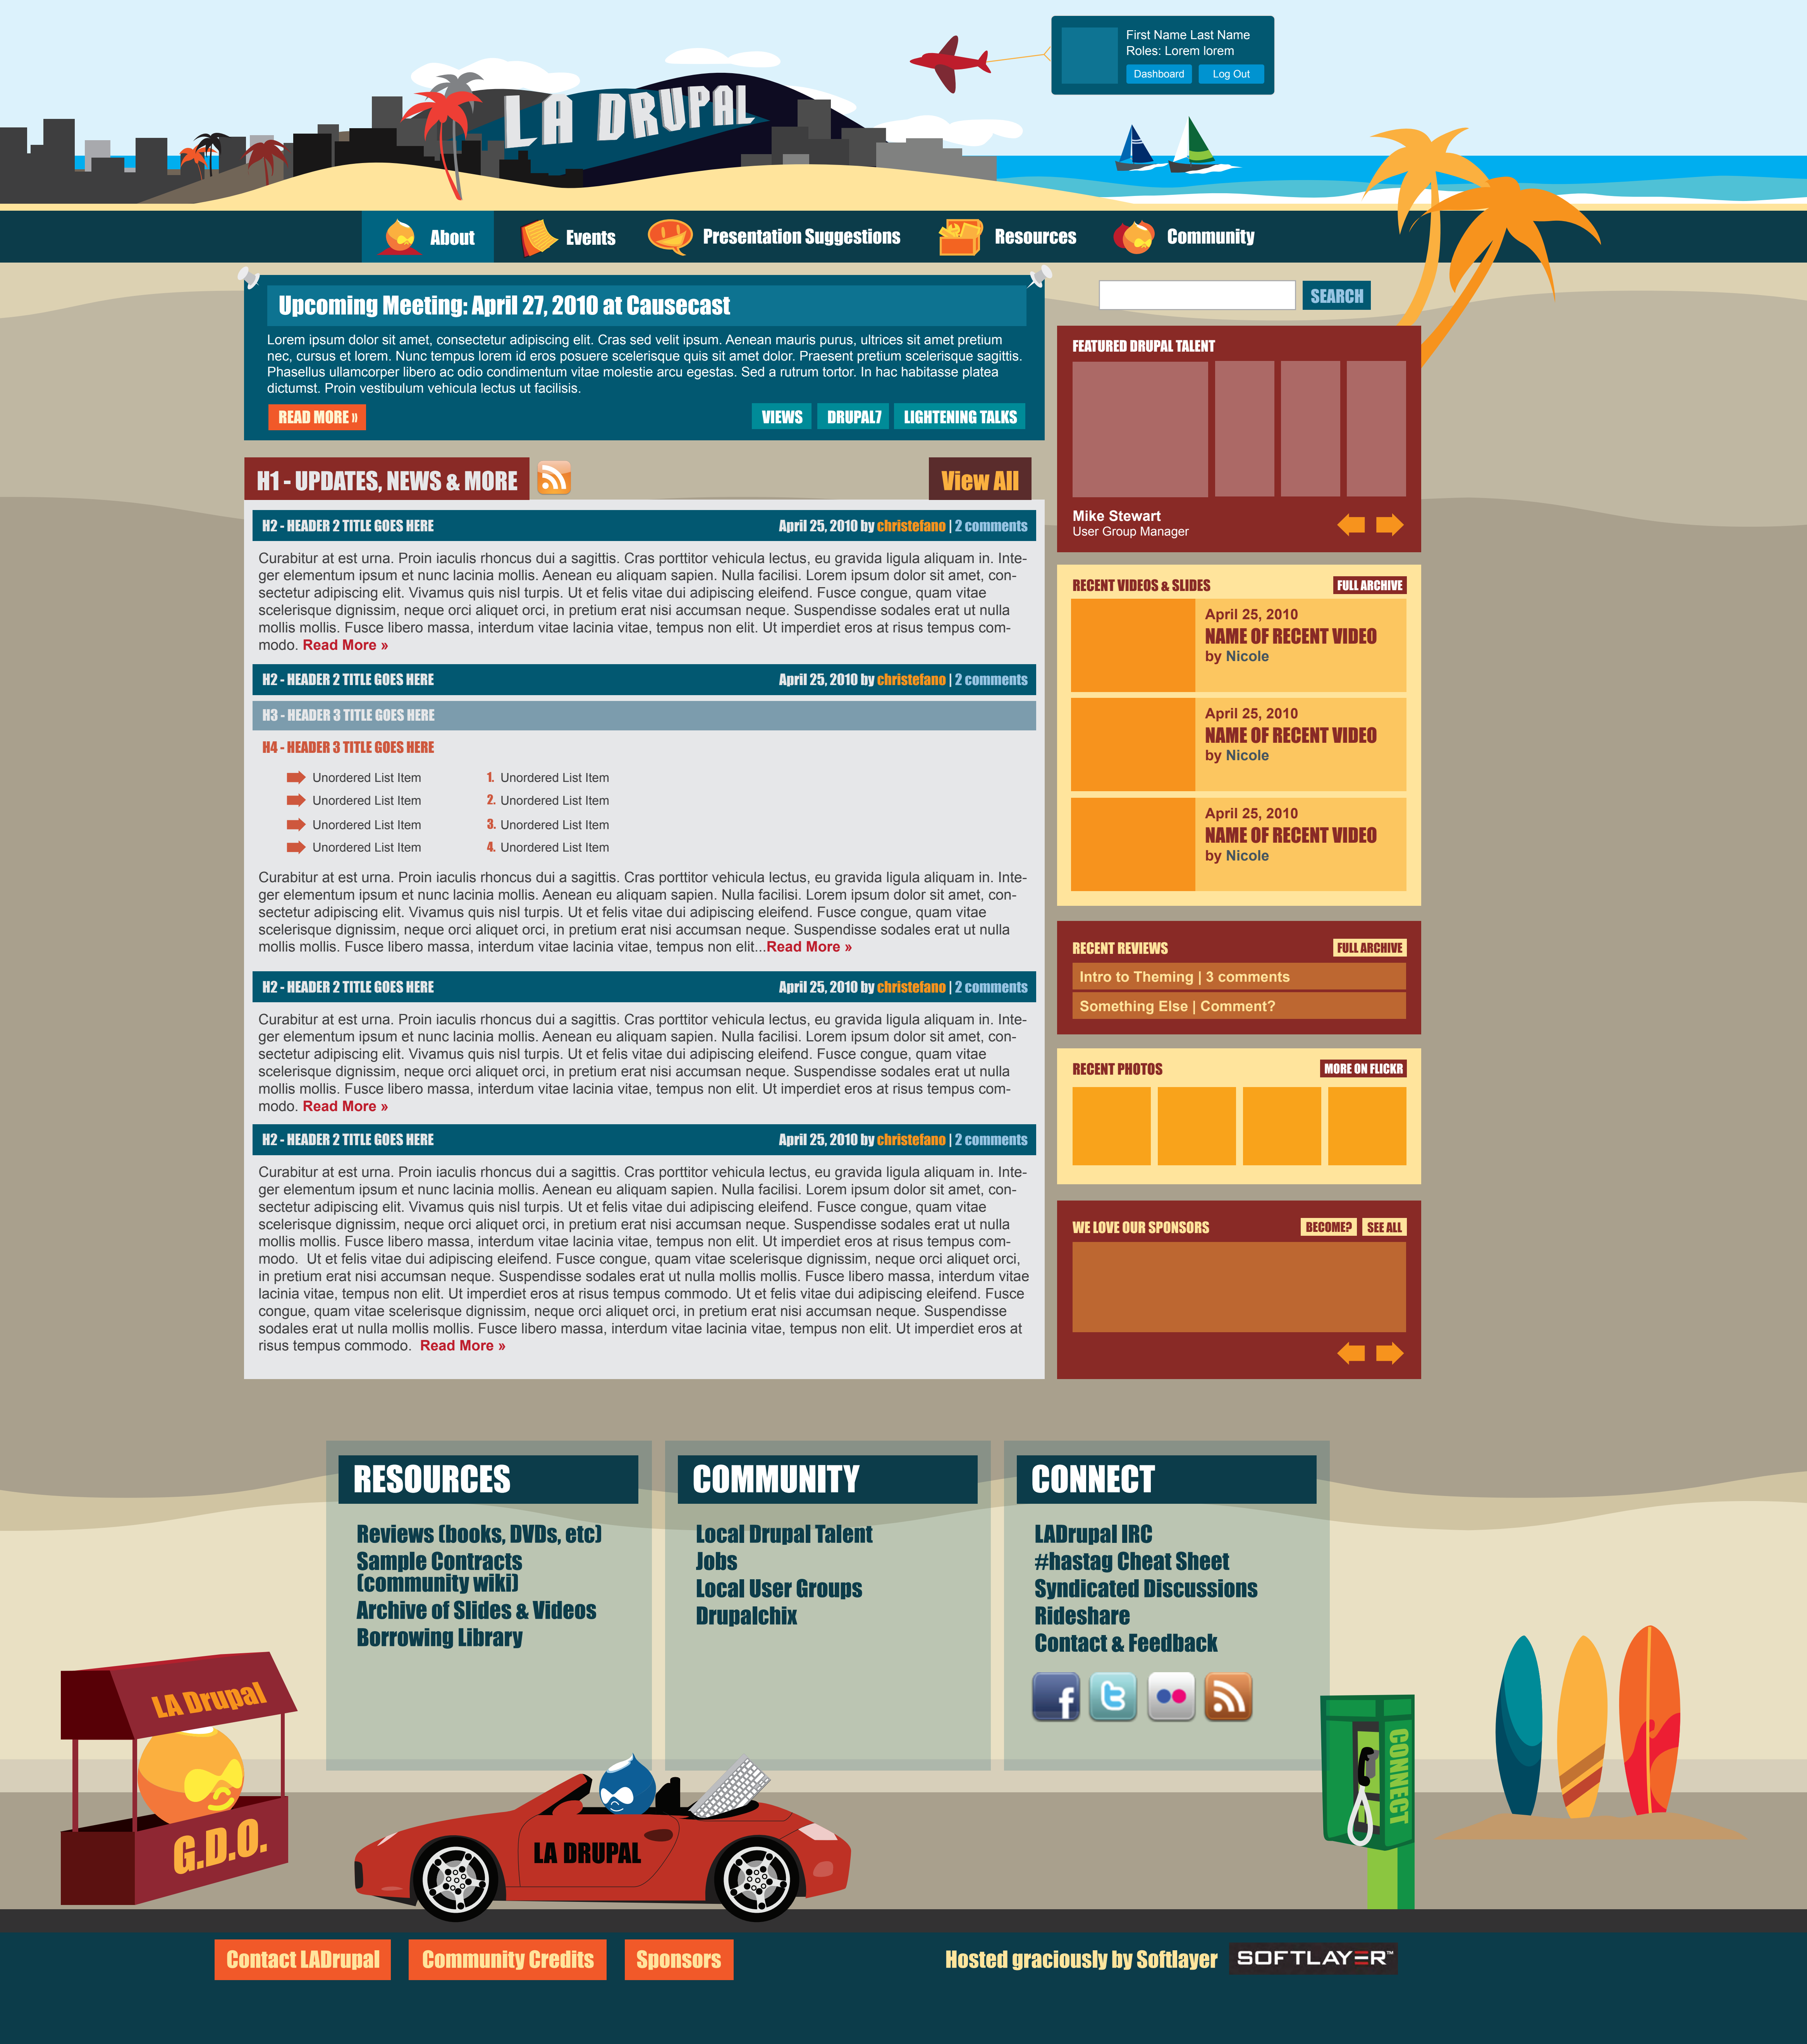 First Name Last Name
Roles: Lorem lorem
Dashboard
Log Out
LA DRUPAL
About
Events
Presentation Suggestions
Resources
Community
Upcoming Meeting: April 27, 2010 at Causecast
Lorem ipsum dolor sit amet, consectetur adipiscing elit. Cras sed velit ipsum. Aenean mauris purus, ultrices sit amet pretium
nec, cursus et lorem. Nunc tempus lorem id eros posuere scelerisque quis sit amet dolor. Praesent pretium scelerisque sagittis.
Phasellus ullamcorper libero ac odio condimentum vitae molestie arcu egestas. Sed a rutrum tortor. In hac habitasse platea
dictumst. Proin vestibulum vehicula lectus ut facilisis.
READ MORE »
VIEWS
DRUPAL7
LIGHTENING TALKS
H1 - UPDATES, NEWS & MORE
View All
H2 - HEADER 2 TITLE GOES HERE
April 25, 2010 by christefano | 2 comments
Curabitur at est urna. Proin iaculis rhoncus dui a sagittis. Cras porttitor vehicula lectus, eu gravida ligula aliquam in. Inte-
ger elementum ipsum et nunc lacinia mollis. Aenean eu aliquam sapien. Nulla facilisi. Lorem ipsum dolor sit amet, con-
sectetur adipiscing elit. Vivamus quis nisl turpis. Ut et felis vitae dui adipiscing eleifend. Fusce congue, quam vitae
scelerisque dignissim, neque orci aliquet orci, in pretium erat nisi accumsan neque. Suspendisse sodales erat ut nulla
mollis mollis. Fusce libero massa, interdum vitae lacinia vitae, tempus non elit. Ut imperdiet eros at risus tempus com-
modo. Read More »
H2 - HEADER 2 TITLE GOES HERE
April 25, 2010 by christefano | 2 comments
H3 - HEADER 3 TITLE GOES HERE
H4 - HEADER 3 TITLE GOES HERE
Unordered List Item
Unordered List Item
Unordered List Item
Unordered List Item
1. Unordered List Item
2. Unordered List Item
3. Unordered List Item
4. Unordered List Item
Curabitur at est urna. Proin iaculis rhoncus dui a sagittis. Cras porttitor vehicula lectus, eu gravida ligula aliquam in. Inte-
ger elementum ipsum et nunc lacinia mollis. Aenean eu aliquam sapien. Nulla facilisi. Lorem ipsum dolor sit amet, con-
sectetur adipiscing elit. Vivamus quis nisl turpis. Ut et felis vitae dui adipiscing eleifend. Fusce congue, quam vitae
scelerisque dignissim, neque orci aliquet orci, in pretium erat nisi accumsan neque. Suspendisse sodales erat ut nulla
mollis mollis. Fusce libero massa, interdum vitae lacinia vitae, tempus non elit...Read More »
H2 - HEADER 2 TITLE GOES HERE
April 25, 2010 by christefano | 2 comments
Curabitur at est urna. Proin iaculis rhoncus dui a sagittis. Cras porttitor vehicula lectus, eu gravida ligula aliquam in. Inte-
ger elementum ipsum et nunc lacinia mollis. Aenean eu aliquam sapien. Nulla facilisi. Lorem ipsum dolor sit amet, con-
sectetur adipiscing elit. Vivamus quis nisl turpis. Ut et felis vitae dui adipiscing eleifend. Fusce congue, quam vitae
scelerisque dignissim, neque orci aliquet orci, in pretium erat nisi accumsan neque. Suspendisse sodales erat ut nulla
mollis mollis. Fusce libero massa, interdum vitae lacinia vitae, tempus non elit. Ut imperdiet eros at risus tempus com-
modo. Read More »
H2 - HEADER 2 TITLE GOES HERE
April 25, 2010 by christefano | 2 comments
Curabitur at est urna. Proin iaculis rhoncus dui a sagittis. Cras porttitor vehicula lectus, eu gravida ligula aliquam in. Inte-
ger elementum ipsum et nunc lacinia mollis. Aenean eu aliquam sapien. Nulla facilisi. Lorem ipsum dolor sit amet, con-
sectetur adipiscing elit. Vivamus quis nisl turpis. Ut et felis vitae dui adipiscing eleifend. Fusce congue, quam vitae
scelerisque dignissim, neque orci aliquet orci, in pretium erat nisi accumsan neque. Suspendisse sodales erat ut nulla
mollis mollis. Fusce libero massa, interdum vitae lacinia vitae, tempus non elit. Ut imperdiet eros at risus tempus com-
modo. Ut et felis vitae dui adipiscing eleifend. Fusce congue, quam vitae scelerisque dignissim, neque orci aliquet orci,
in pretium erat nisi accumsan neque. Suspendisse sodales erat ut nulla mollis mollis. Fusce libero massa, interdum vitae
lacinia vitae, tempus non elit. Ut imperdiet eros at risus tempus commodo. Ut et felis vitae dui adipiscing eleifend. Fusce
congue, quam vitae scelerisque dignissim, neque orci aliquet orci, in pretium erat nisi accumsan neque. Suspendisse
sodales erat ut nulla mollis mollis. Fusce libero massa, interdum vitae lacinia vitae, tempus non elit. Ut imperdiet eros at
risus tempus commodo. Read More »
SEARCH
FEATURED DRUPAL TALENT
Mike Stewart
User Group Manager
RECENT VIDEOS & SLIDES
FULL ARCHIVE
April 25, 2010
NAME OF RECENT VIDEO
by Nicole
April 25, 2010
NAME OF RECENT VIDEO
by Nicole
April 25, 2010
NAME OF RECENT VIDEO
by Nicole
RECENT REVIEWS
FULL ARCHIVE
Intro to Theming | 3 comments
Something Else | Comment?
RECENT PHOTOS
MORE ON FLICKR
WE LOVE OUR SPONSORS
BECOME?
SEE ALL
RESOURCES
Reviews (books, DVDs, etc)
Sample Contracts
(community wiki)
Archive of Slides & Videos
Borrowing Library
COMMUNITY
Local Drupal Talent
Jobs
Local User Groups
Drupalchix
CONNECT
LADrupal IRC
#hastag Cheat Sheet
Syndicated Discussions
Rideshare
Contact & Feedback
f
t
LA Drupal
G.D.O.
LA DRUPAL
CONNECT
Contact LADrupal
Community Credits
Sponsors
Hosted graciously by Softlayer
SOFTLAYER™